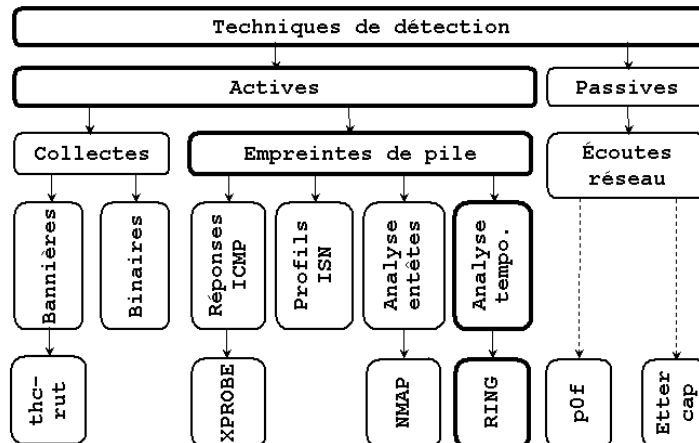 Techniques de détection
Actives
Passives
Collectes
Empreintes de pile
Écoutes
réseau
Bannières
Binaires
Réponses
ICMP
Profils
ISN
Analyse
entêtes
Analyse
tempo.
thc-
rut
XPROBE
NMAP
RING
p0f
Etter
cap